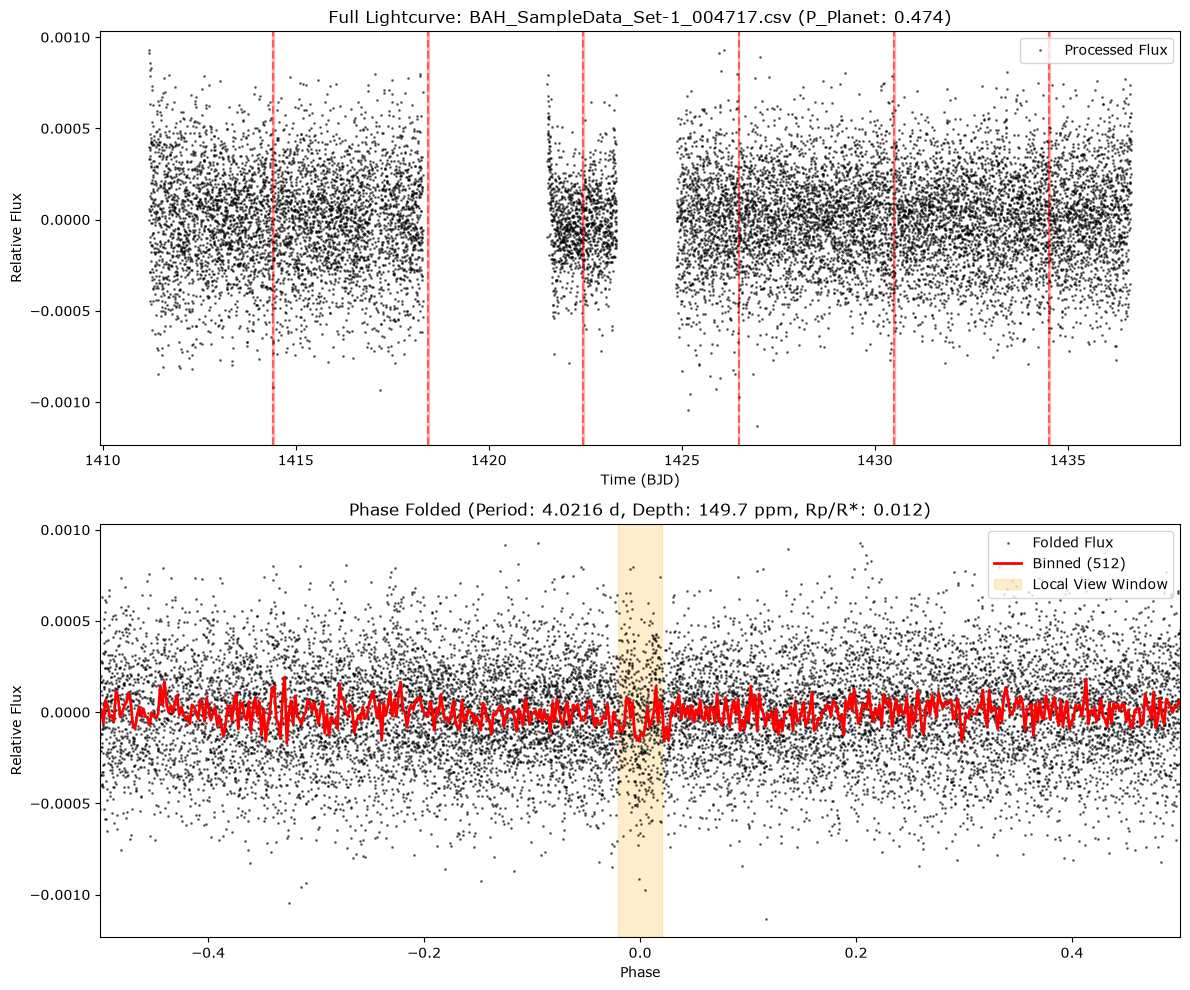 Full Lightcurve: BAH_SampleData_Set-1_004717.csv (P_Planet: 0.474)
Processed Flux
0.0010
0.0005
0.0000
−0.0005
−0.0010
Relative Flux
1410 1415 1420 1425 1430 1435
Time (BJD)
Phase Folded (Period: 4.0216 d, Depth: 149.7 ppm, Rp/R*: 0.012)
Folded Flux
Binned (512)
Local View Window
0.0010
0.0005
0.0000
−0.0005
−0.0010
Relative Flux
−0.4 −0.2 0.0 0.2 0.4
Phase